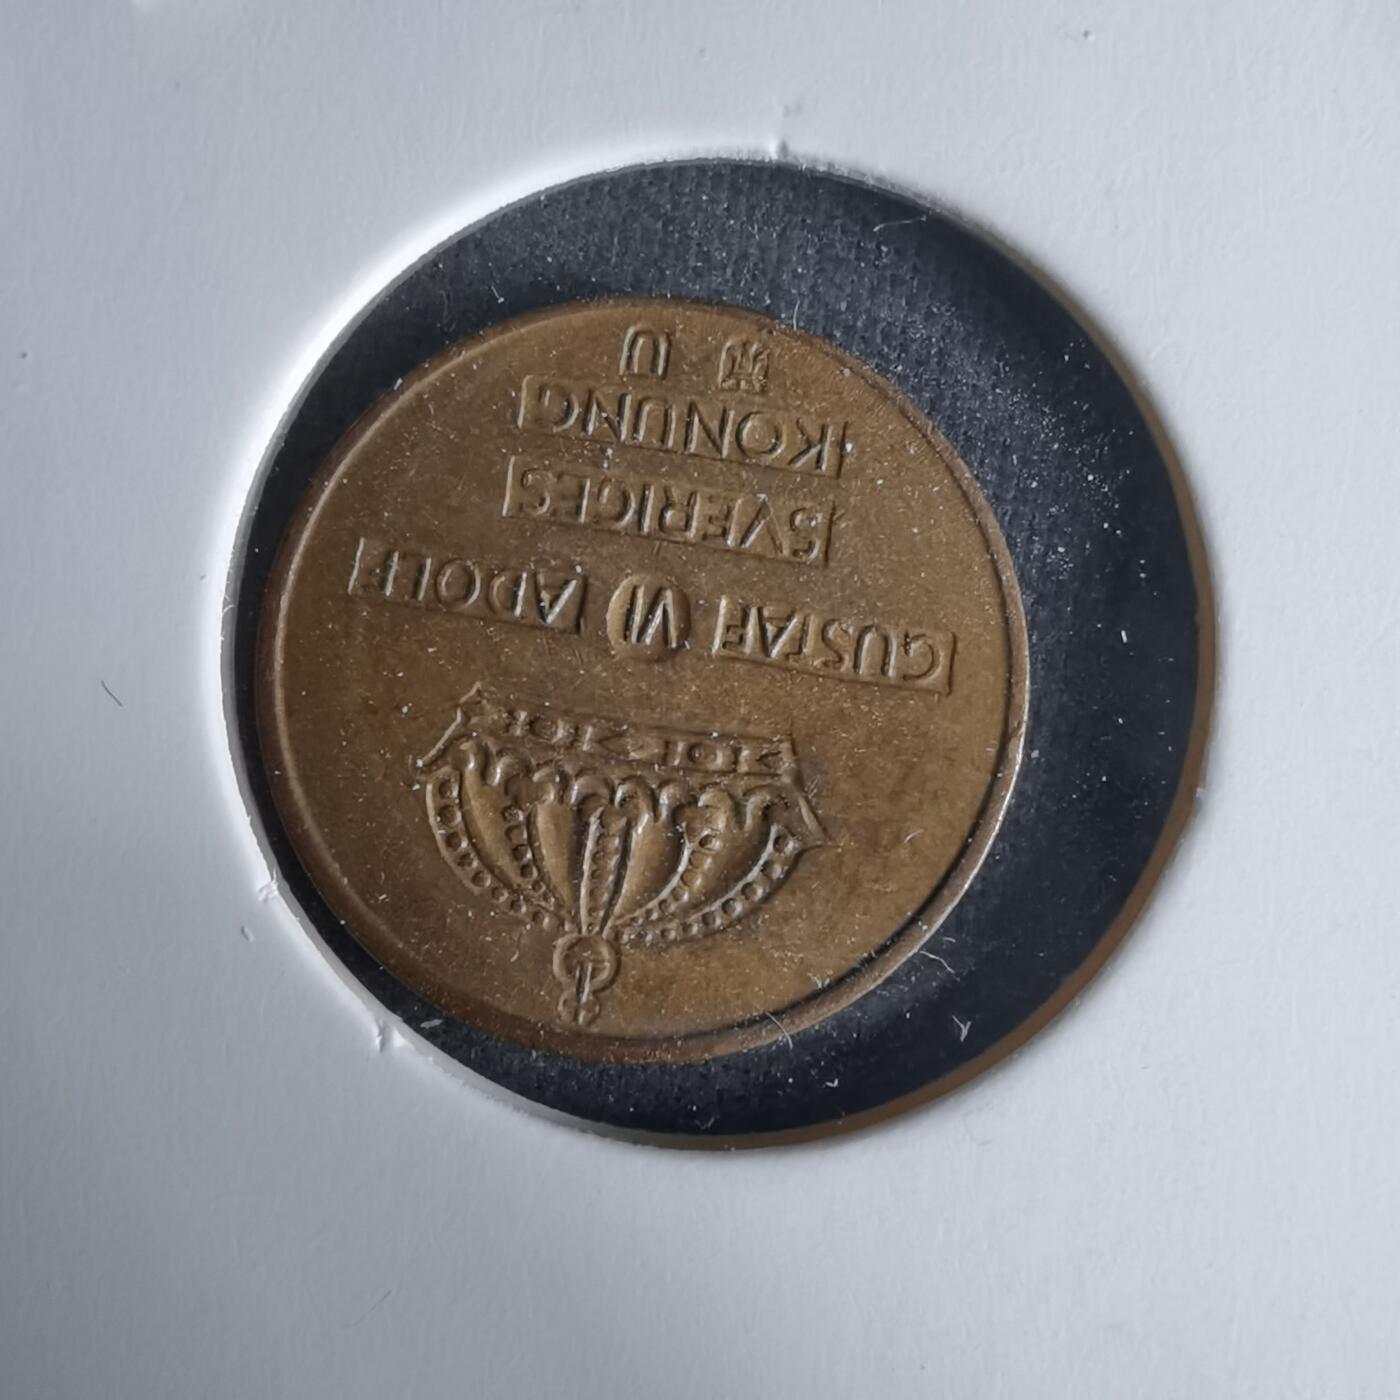 GUSTAF VI ADOLF
SVERIGES
KONUNG
U